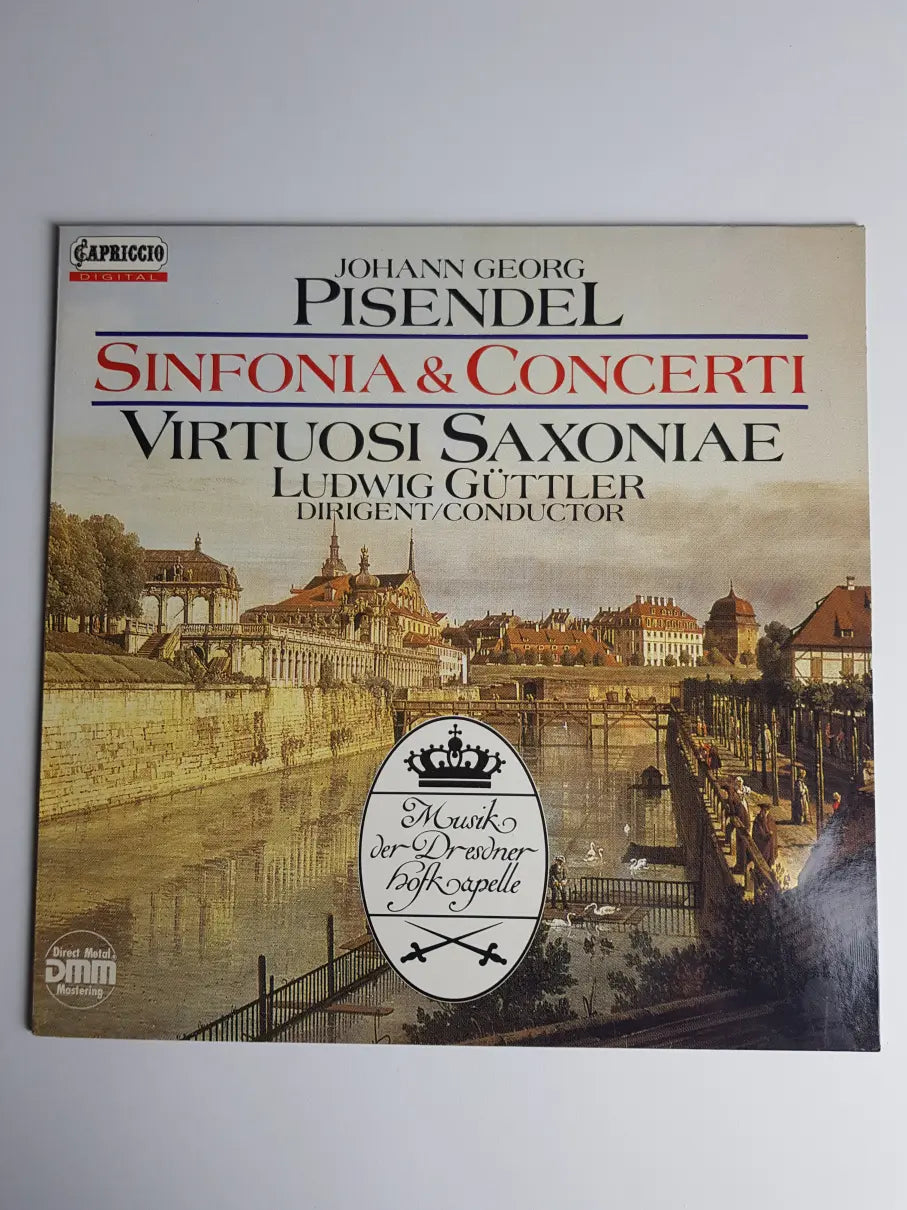 CAPRICCIO
DIGITAL
JOHANN GEORG
PISENDEL
SINFONIA & CONCERTI
VIRTUOSI SAXONIAE
LUDWIG GÜTTLER
DIRIGENT/CONDUCTOR
Musik
der Dresdner
Hofkapelle
Direct Metal
DMM
Mastering